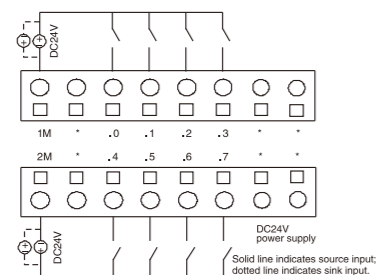 DC24V
1M * .0 .1 .2 .3 * *
2M * .4 .5 .6 .7 * *
DC24V
DC24V
power supply
Solid line indicates source input;
dotted line indicates sink input.